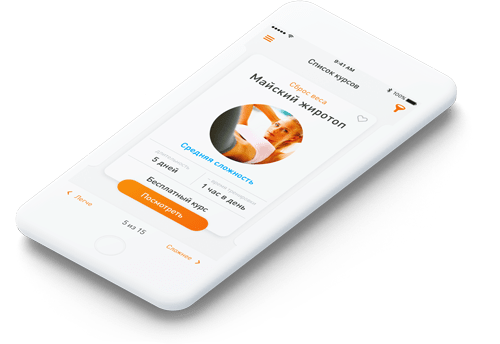 9:41 AM
100%
Список курсов
Сброс веса
Майский жиротоп
Средняя сложность
5 дней
1 час в день
Бесплатный курс
Посмотреть
Легче
5 из 15
Сложнее